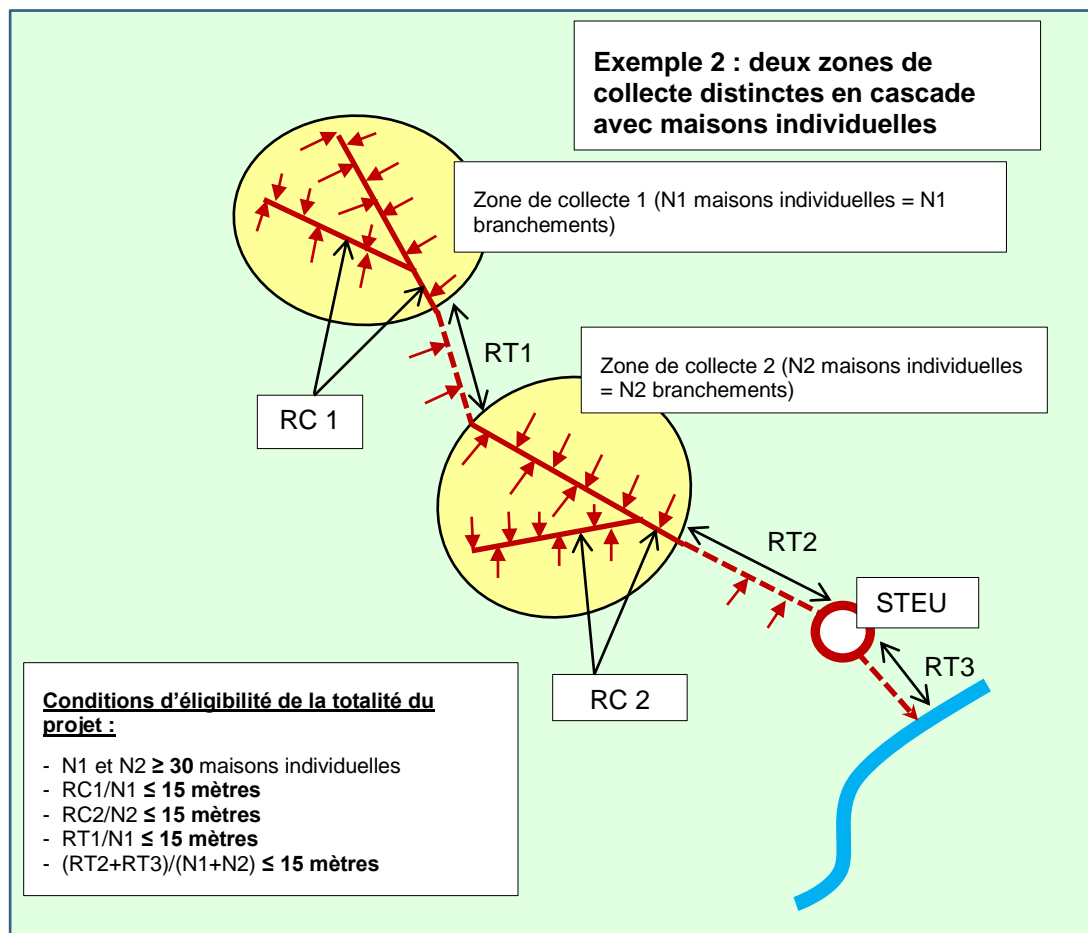 Exemple 2 : deux zones de
collecte distinctes en cascade
avec maisons individuelles
Zone de collecte 1 (N1 maisons individuelles = N1
branchements)
RT1
Zone de collecte 2 (N2 maisons individuelles
= N2 branchements)
RC 1
RT2
STEU
RT3
RC 2
Conditions d'éligibilité de la totalité du
projet :
- N1 et N2 ≥ 30 maisons individuelles
- RC1/N1 ≤ 15 mètres
- RC2/N2 ≤ 15 mètres
- RT1/N1 ≤ 15 mètres
- (RT2+RT3)/(N1+N2) ≤ 15 mètres